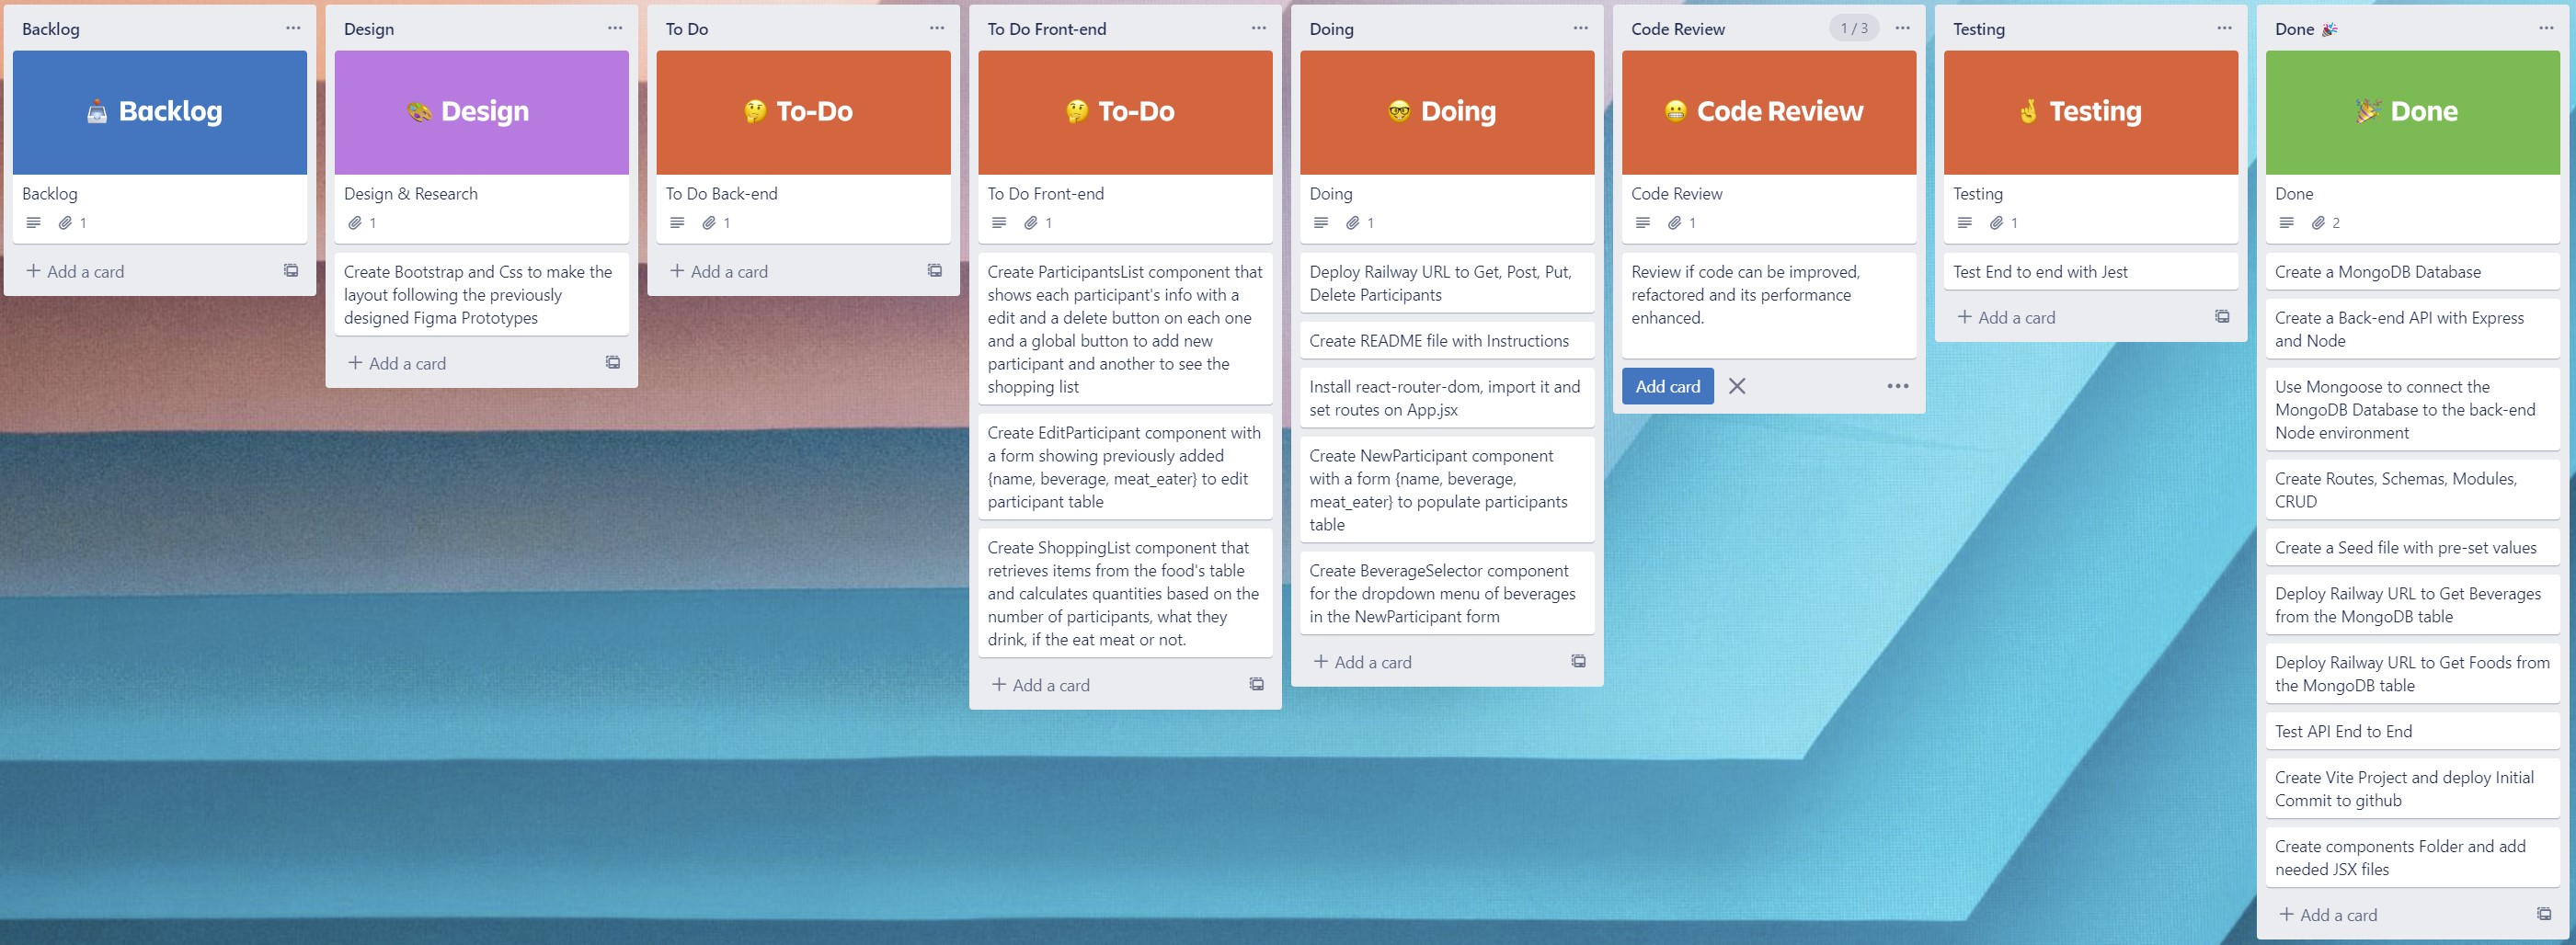 Backlog
Backlog
Backlog
1
Add a card
Design
Design
Design & Research
1
Create Bootstrap and Css to make the
layout following the previously
designed Figma Prototypes
Add a card
To Do
To-Do
To Do Back-end
1
Add a card
To Do Front-end
To-Do
To Do Front-end
1
Create ParticipantsList component that
shows each participant's info with a
edit and a delete button on each one
and a global button to add new
participant and another to see the
shopping list
Create EditParticipant component with
a form showing previously added
{name, beverage, meat_eater} to edit
participant table
Create ShoppingList component that
retrieves items from the food's table
and calculates quantities based on the
number of participants, what they
drink, if the eat meat or not.
Add a card
Doing
Doing
Doing
1
Deploy Railway URL to Get, Post, Put,
Delete Participants
Create README file with Instructions
Install react-router-dom, import it and
set routes on App.jsx
Create NewParticipant component
with a form {name, beverage,
meat_eater} to populate participants
table
Create BeverageSelector component
for the dropdown menu of beverages
in the NewParticipant form
Add a card
Code Review 1 / 3
Code Review
Code Review
1
Review if code can be improved,
refactored and its performance
enhanced.
Add card
Testing
Testing
Testing
1
Test End to end with Jest
Add a card
Done 🎉
Done
Done
2
Create a MongoDB Database
Create a Back-end API with Express
and Node
Use Mongoose to connect the
MongoDB Database to the back-end
Node environment
Create Routes, Schemas, Modules,
CRUD
Create a Seed file with pre-set values
Deploy Railway URL to Get Beverages
from the MongoDB table
Deploy Railway URL to Get Foods from
the MongoDB table
Test API End to End
Create Vite Project and deploy Initial
Commit to github
Create components Folder and add
needed JSX files
Add a card